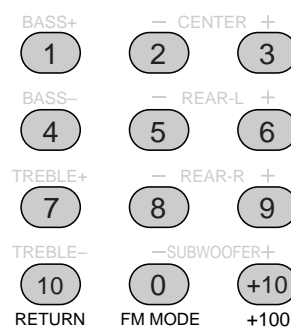 BASS+ − CENTER +
1 2 3
BASS− − REAR-L +
4 5 6
TREBLE+ − REAR-R +
7 8 9
TREBLE− −SUBWOOFER+
10 0 +10
RETURN FM MODE +100